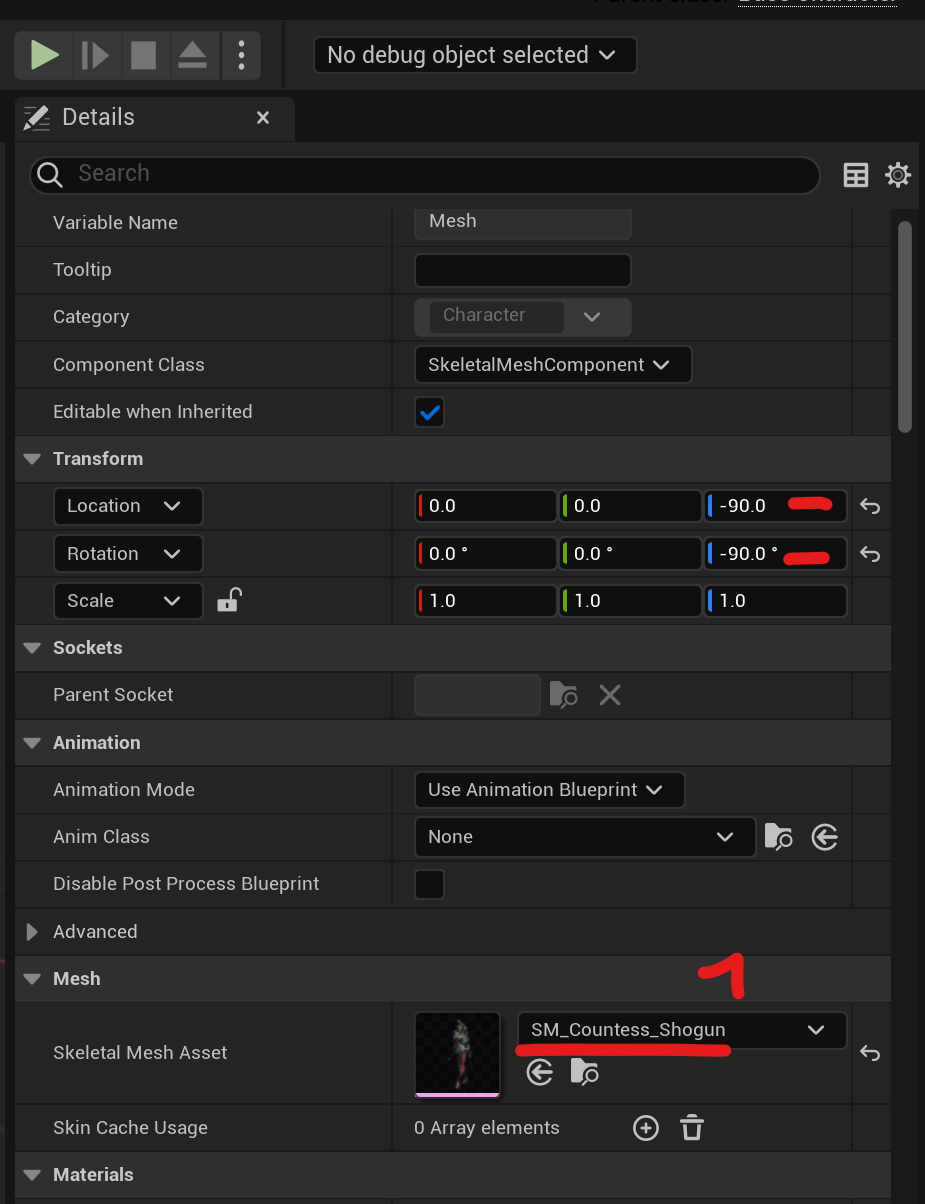 No debug object selected
Details
Search
Variable Name Mesh
Tooltip
Category Character
Component Class SkeletalMeshComponent
Editable when Inherited
Transform
Location 0.0 0.0 -90.0
Rotation 0.0 ° 0.0 ° -90.0 °
Scale 1.0 1.0 1.0
Sockets
Parent Socket
Animation
Animation Mode Use Animation Blueprint
Anim Class None
Disable Post Process Blueprint
Advanced
1
Mesh
Skeletal Mesh Asset SM_Countess_Shogun
Skin Cache Usage 0 Array elements
Materials